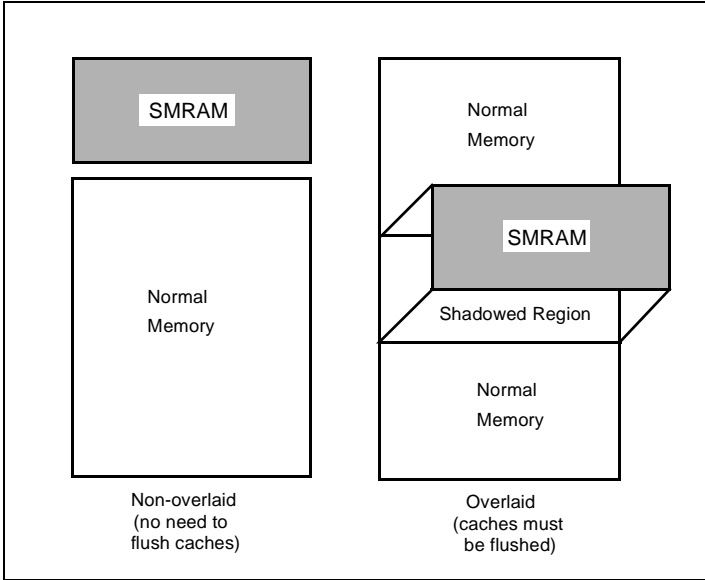 SMRAM
Normal
Memory
Non-overlaid
(no need to
flush caches)
Normal
Memory
SMRAM
Shadowed Region
Normal
Memory
Overlaid
(caches must
be flushed)